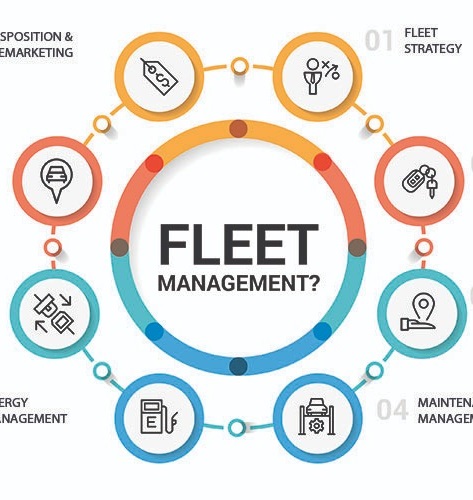 SPOSITION &
EMARKETING
01 FLEET
STRATEGY
FLEET
MANAGEMENT?
ERGY
ANAGEMENT
E
04 MAINTENA
MANAGEM